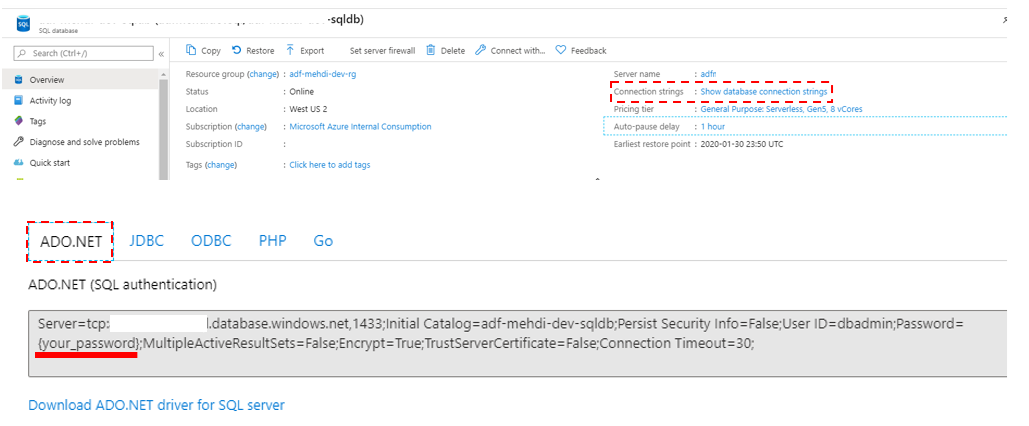 SQL
-sqldb)
SQL database
Search (Ctrl+/)
«
Copy
Restore
Export
Set server firewall
Delete
Connect with...
Feedback
Overview
Activity log
Tags
Diagnose and solve problems
Quick start
Resource group (change) : adf-mehdi-dev-rg
Status : Online
Location : West US 2
Subscription (change) : Microsoft Azure Internal Consumption
Subscription ID :
Tags (change) : Click here to add tags
Server name :
Connection strings : Show database connection strings
Pricing tier : General Purpose: Serverless, Gen5, 8 vCores
Auto-pause delay : 1 hour
Earliest restore point : 2020-01-30 23:50 UTC
ADO.NET JDBC ODBC PHP Go
ADO.NET (SQL authentication)
Server=tcp: .database.windows.net,1433;Initial Catalog=adf-mehdi-dev-sqldb;Persist Security Info=False;User ID=dbadmin;Password=
{your_password};MultipleActiveResultSets=False;Encrypt=True;TrustServerCertificate=False;Connection Timeout=30;
Download ADO.NET driver for SQL server